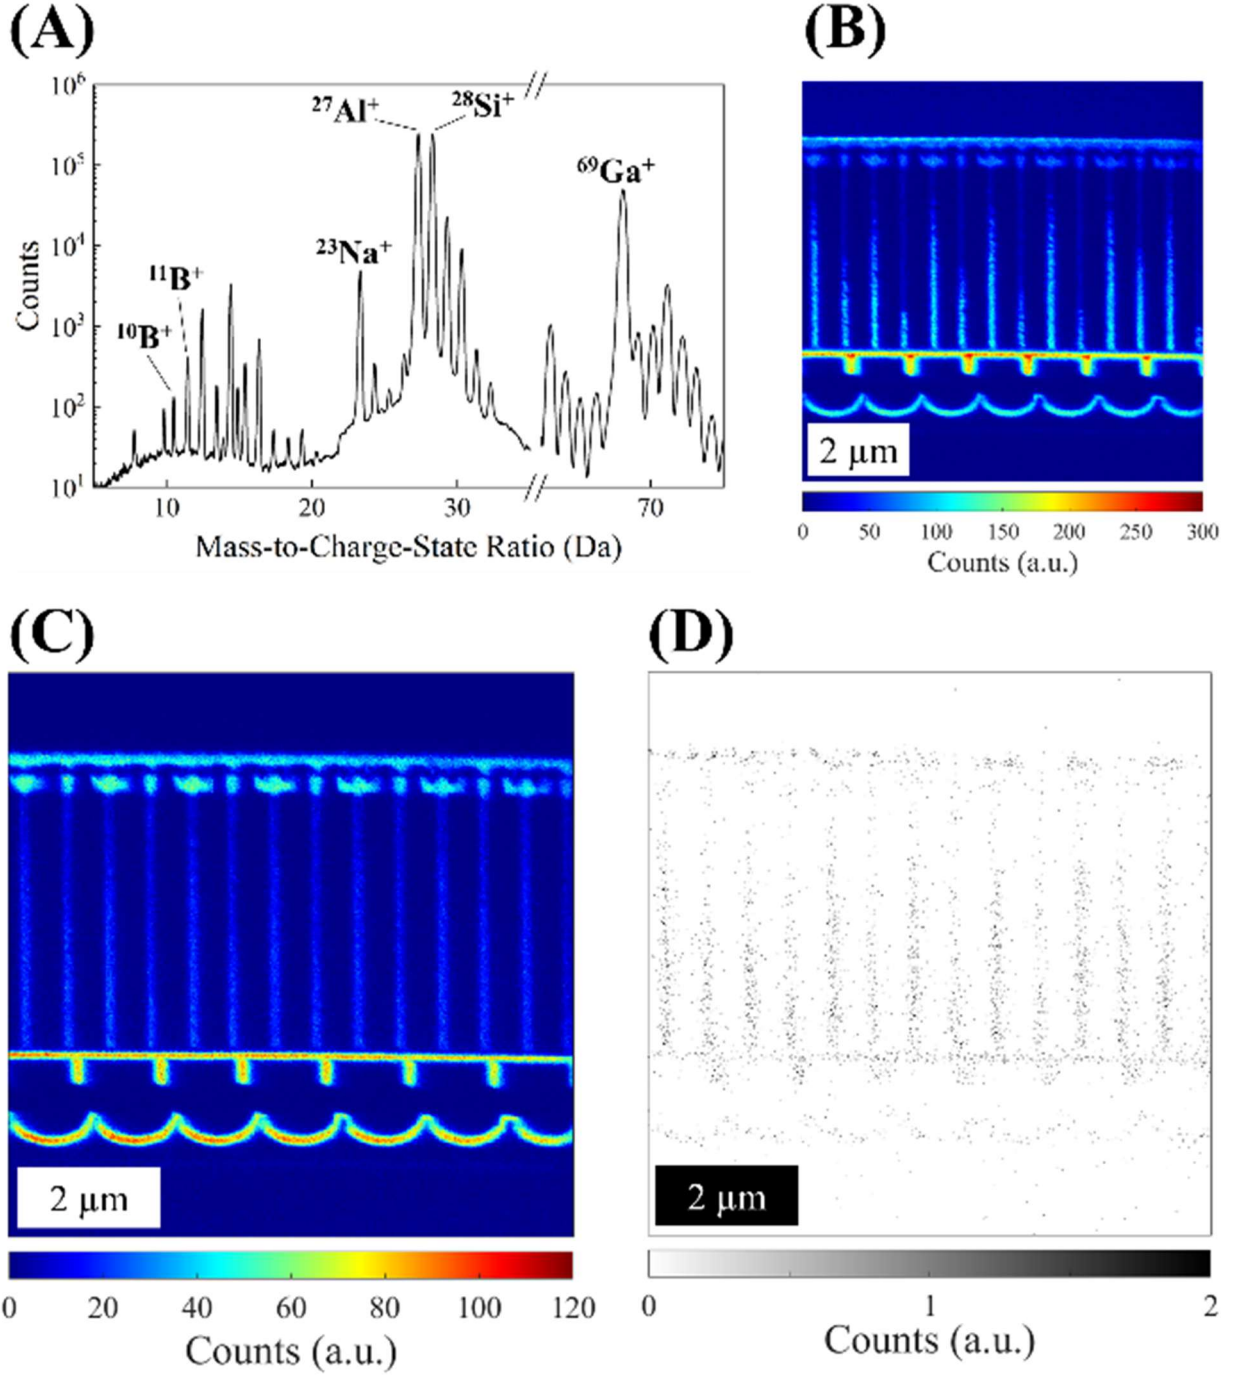 (A)
10⁶
10⁵
10⁴
10³
10²
10¹
Counts
¹⁰B⁺
¹¹B⁺
²³Na⁺
²⁷Al⁺
²⁸Si⁺
⁶⁹Ga⁺
10 20 30 70
Mass-to-Charge-State Ratio (Da)
(B)
2 μm
0 50 100 150 200 250 300
Counts (a.u.)
(C)
2 μm
0 20 40 60 80 100 120
Counts (a.u.)
(D)
2 μm
0 1 2
Counts (a.u.)